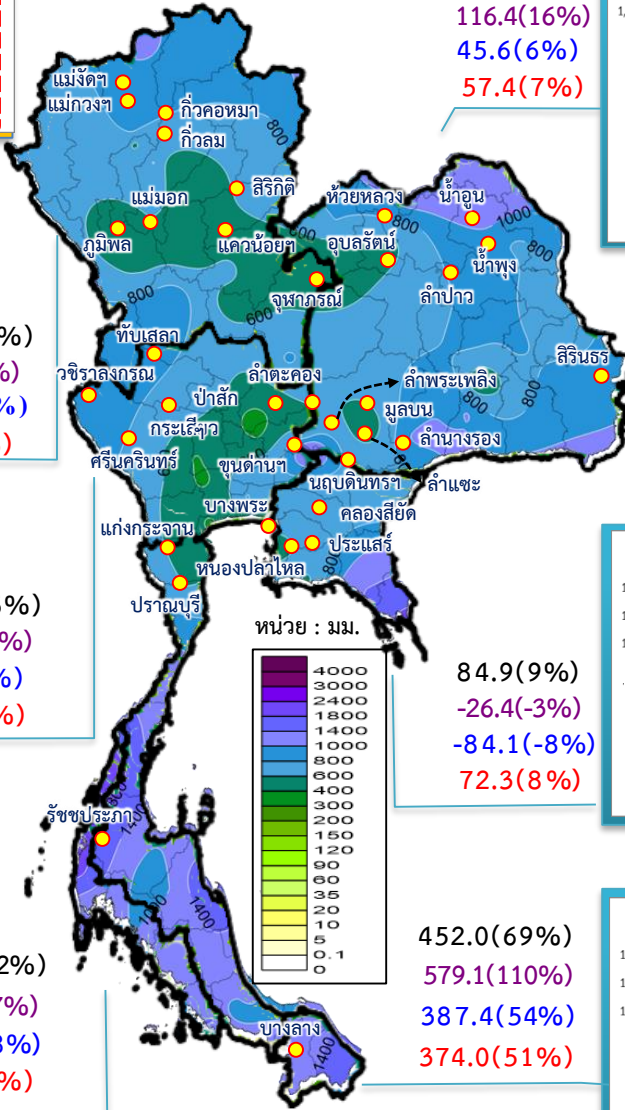 116.4(16%)
45.6(6%)
57.4(7%)
แม่งัดฯ
แม่กวงฯ
กิ่วคอหมา
กิ่วลม
800
สิริกิติ์
แม่มอก
ภูมิพล
แควน้อยฯ
ห้วยหลวง
น้ำอูน
800
1000
อุบลรัตน์
800
น้ำพุง
จุฬาภรณ์
ลำปาว
800
600
ทับเสลา
วชิราลงกรณ
ป่าสัก
ลำตะคอง
ลำพระเพลิง
สิรินธร
800
800
กระเสียว
มูลบน
ศรีนครินทร์
ขุนด่านฯ
ลำนางรอง
นฤบดินทรฯ
ลำแซะ
บางพระ
คลองสียัด
แก่งกระจาน
ประแสร์
หนองปลาไหล
800
ปราณบุรี
หน่วย : มม.
4000
3000
2400
1800
1400
1000
800
600
400
300
200
150
120
90
60
35
20
10
5
0.1
0
84.9(9%)
-26.4(-3%)
-84.1(-8%)
72.3(8%)
รัชชประภา
1400
1000
1400
452.0(69%)
579.1(110%)
387.4(54%)
374.0(51%)
บางลาง
1400